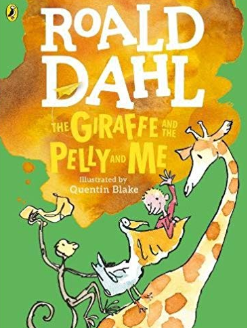 ROALD
DAHL
THE GIRAFFE AND THE
PELLY AND ME
Illustrated by
Quentin Blake